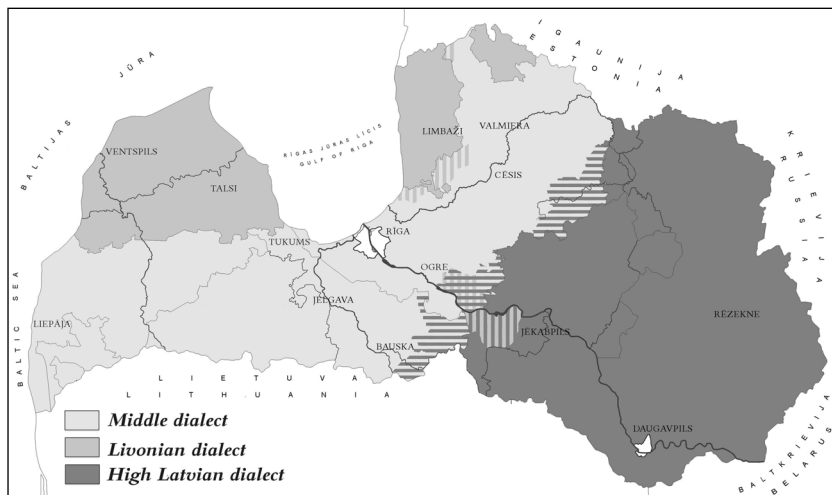 IGAUNIJA
ESTONIA
BALTIJAS JŪRA
LIMBAŽI
VALMIERA
KRIEVIJA
RUSSIA
VENTSPILS
RĪGAS JŪRAS LĪCIS
GULF OF RIGA
CĒSIS
TALSI
RĪGA
TUKUMS
OGRE
BALTIC SEA
JELGAVA
RĒZEKNE
LIEPĀJA
JĒKABPILS
BAUSKA
LIETUVA
LITHUANIA
Middle dialect
DAUGAVPILS
Livonian dialect
High Latvian dialect
BALTKRIEVIJA
BELARUS